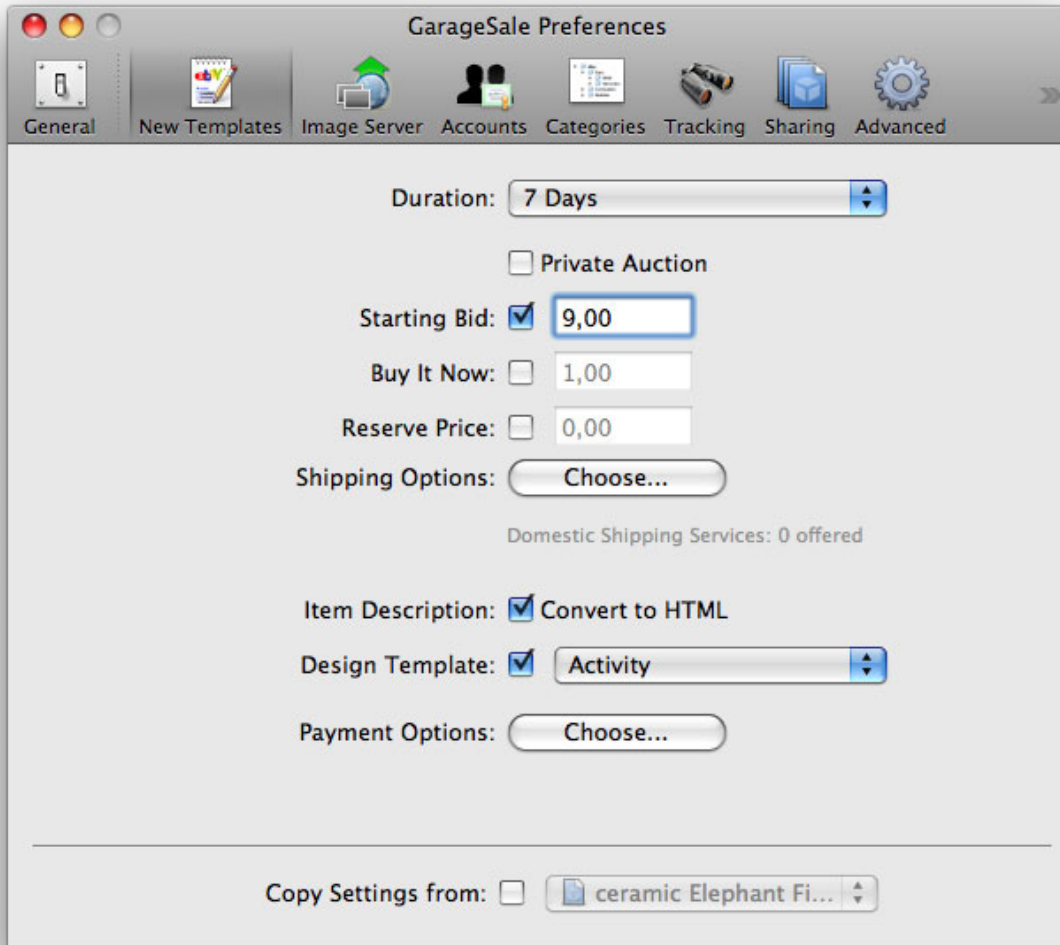 GarageSale Preferences
General New Templates Image Server Accounts Categories Tracking Sharing Advanced
Duration: 7 Days
Private Auction
Starting Bid: 9,00
Buy It Now: 1,00
Reserve Price: 0,00
Shipping Options: Choose...
Domestic Shipping Services: 0 offered
Item Description: Convert to HTML
Design Template: Activity
Payment Options: Choose...
Copy Settings from: ceramic Elephant Fi...